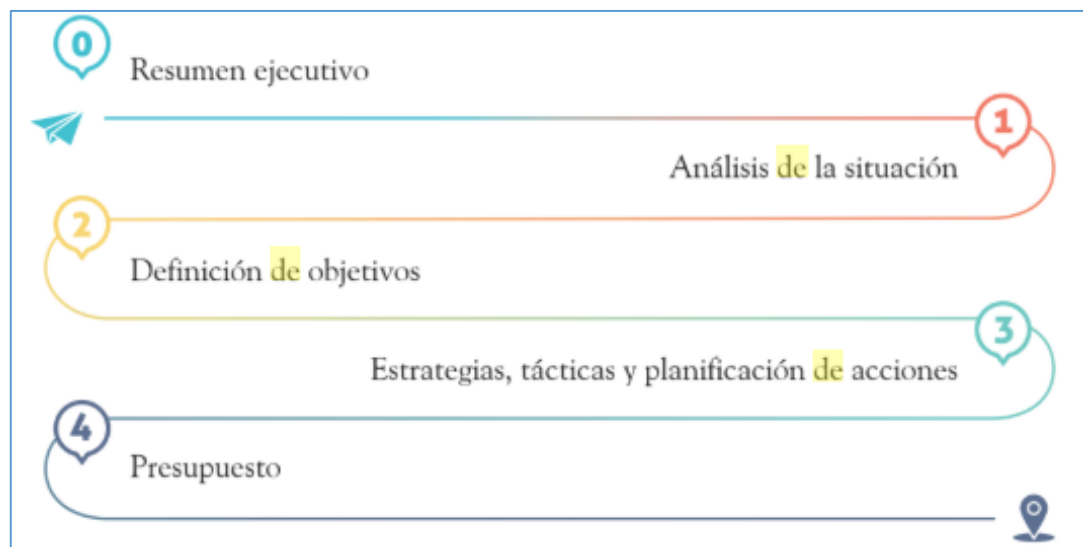 0
Resumen ejecutivo
1
Análisis de la situación
2
Definición de objetivos
3
Estrategias, tácticas y planificación de acciones
4
Presupuesto